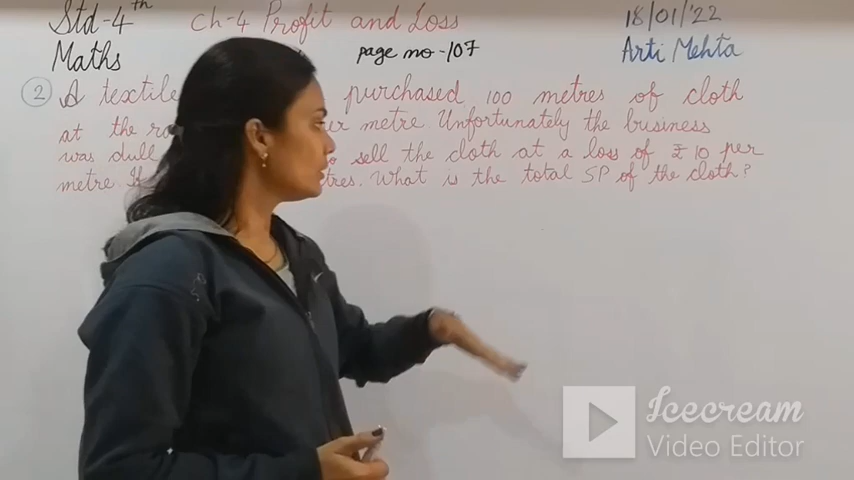 Std-4th Ch-4 Profit and Loss 18/01/'22
Maths page no-107 Arti Mehta
2 A textile purchased 100 metres of cloth
at the metre. Unfortunately the business
was dull sell the cloth at a loss of ₹ 10 per
metre. What is the total SP of the cloth?
Icecream
Video Editor